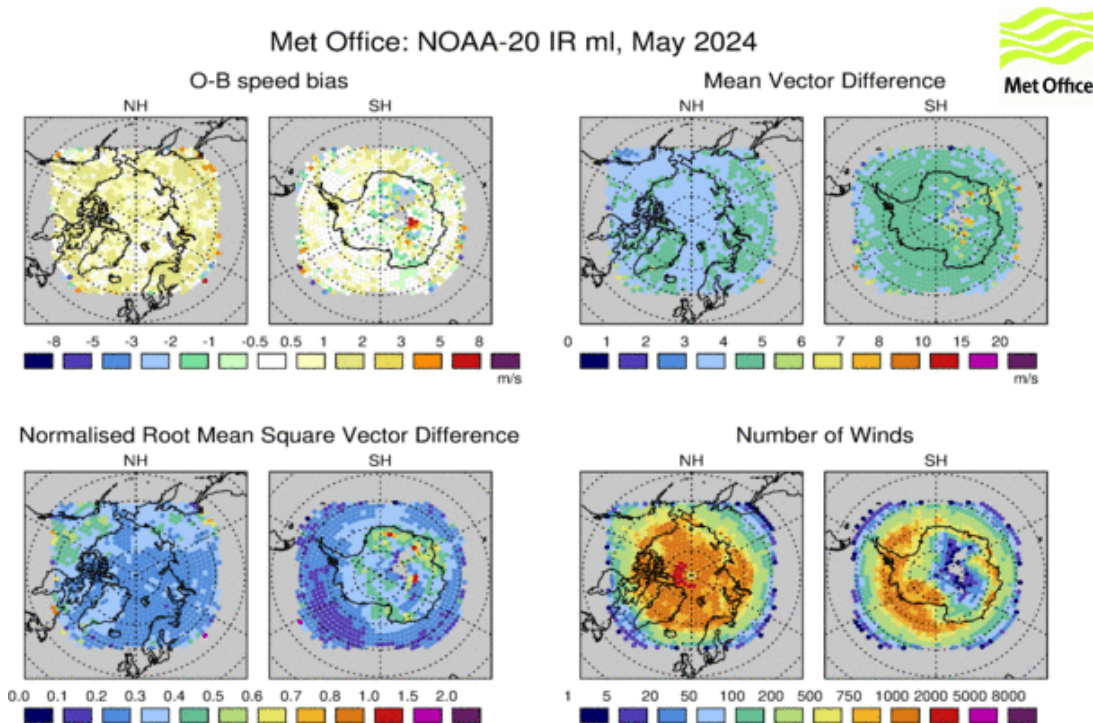 Met Office: NOAA-20 IR ml, May 2024
Met Office
O-B speed bias
Mean Vector Difference
NH SH NH SH
-8 -5 -3 -2 -1 -0.5 0.5 1 2 3 5 8
m/s
0 1 2 3 4 5 6 7 8 10 15 20
m/s
Normalised Root Mean Square Vector Difference
Number of Winds
NH SH NH SH
0.0 0.1 0.2 0.3 0.4 0.5 0.6 0.7 0.8 1.0 1.5 2.0
1 5 20 50 100 200 500 750 1000 2000 5000 8000